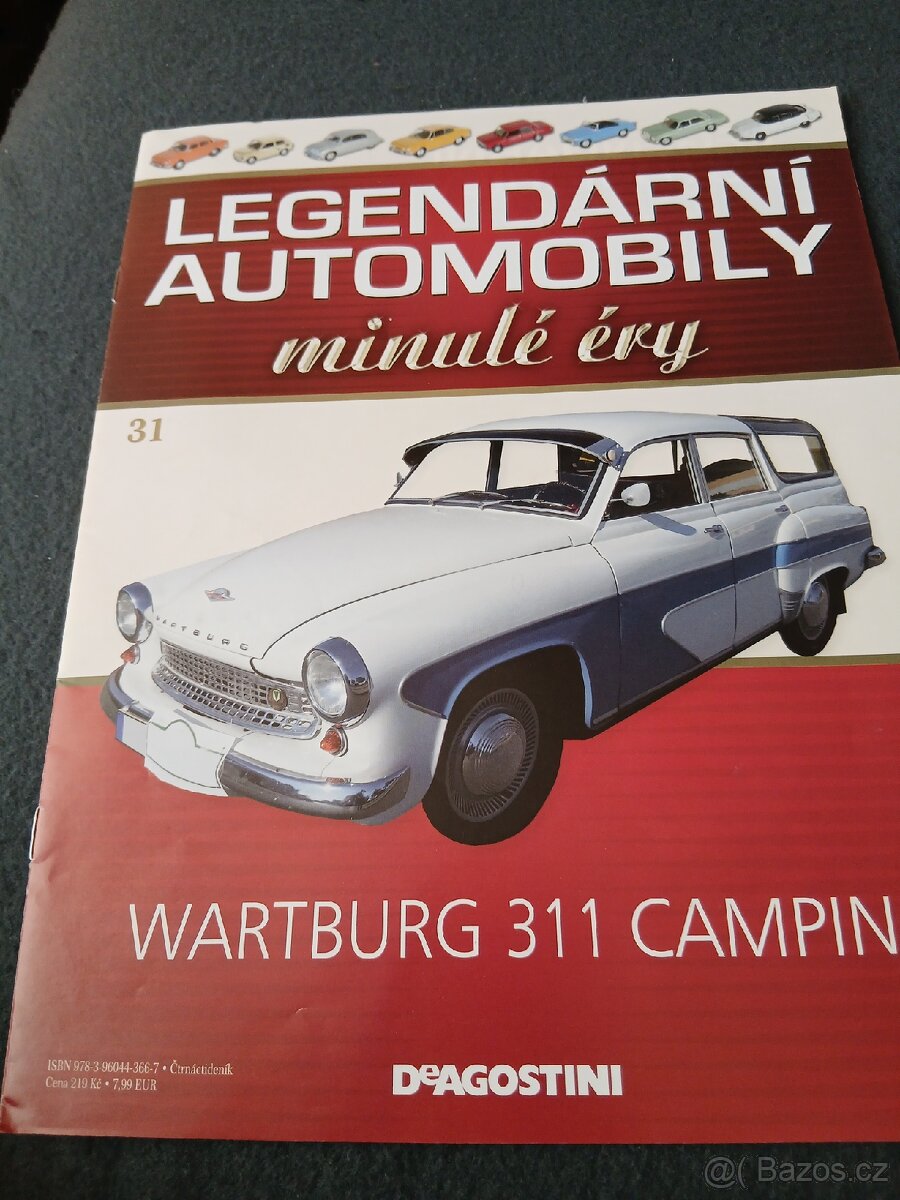 LEGENDÁRNÍ
AUTOMOBILY
minulé éry
31
WARTBURG
WARTBURG 311 CAMPIN
ISBN 978-3-96044-366-7 • Čtrnáctideník
Cena 219 Kč • 7,99 EUR
DeAGOSTINI
@( Bazos.cz